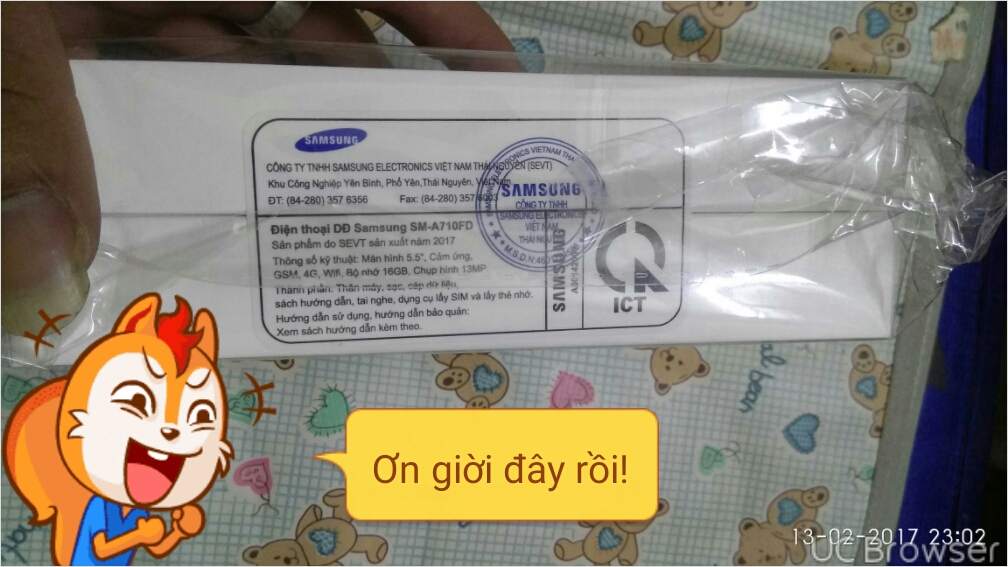 SAMSUNG
CÔNG TY TNHH SAMSUNG ELECTRONICS VIỆT NAM THÁI NGUYÊN (SEVT)
Khu Công Nghiệp Yên Bình, Phổ Yên,Thái Nguyên, Việt Nam
ĐT: (84-280) 357 6356 Fax: (84-280) 357 6003
SAMSUNG
CÔNG TY TNHH
SAMSUNG ELECTRONICS
VIỆT NAM
Điện thoại DĐ Samsung SM-A710FD
Sản phẩm do SEVT sản xuất năm 2017
Thông số kỹ thuật: Màn hình 5.5", Cảm ứng,
GSM, 4G, Wifi, Bộ nhớ 16GB, Chụp hình 13MP
Thành phần: Thân máy, sạc, cáp dữ liệu,
sách hướng dẫn, tai nghe, dụng cụ lấy SIM và lấy thẻ nhớ.
Hướng dẫn sử dụng, hướng dẫn bảo quản:
Xem sách hướng dẫn kèm theo.
SAMSUNG
ICT
bean
Ơn giời đây rồi!
13-02-2017 23:02
UC Browser